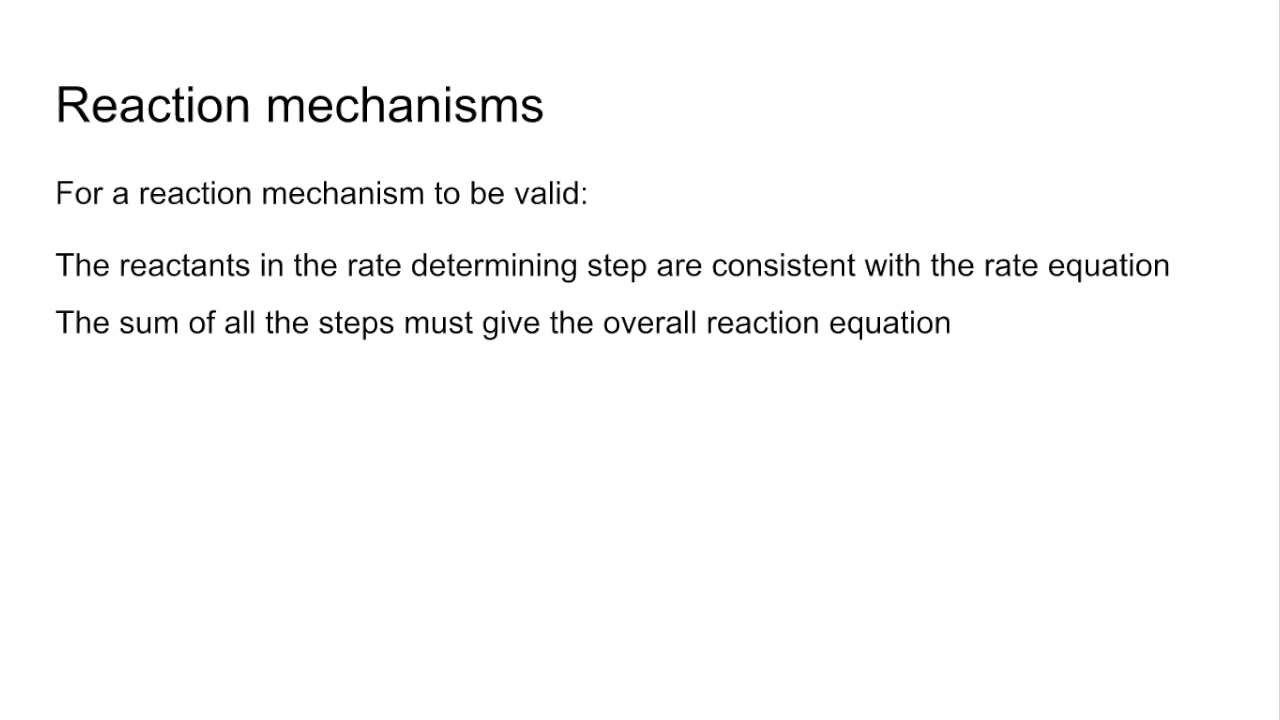 Reaction mechanisms
For a reaction mechanism to be valid:
The reactants in the rate determining step are consistent with the rate equation
The sum of all the steps must give the overall reaction equation